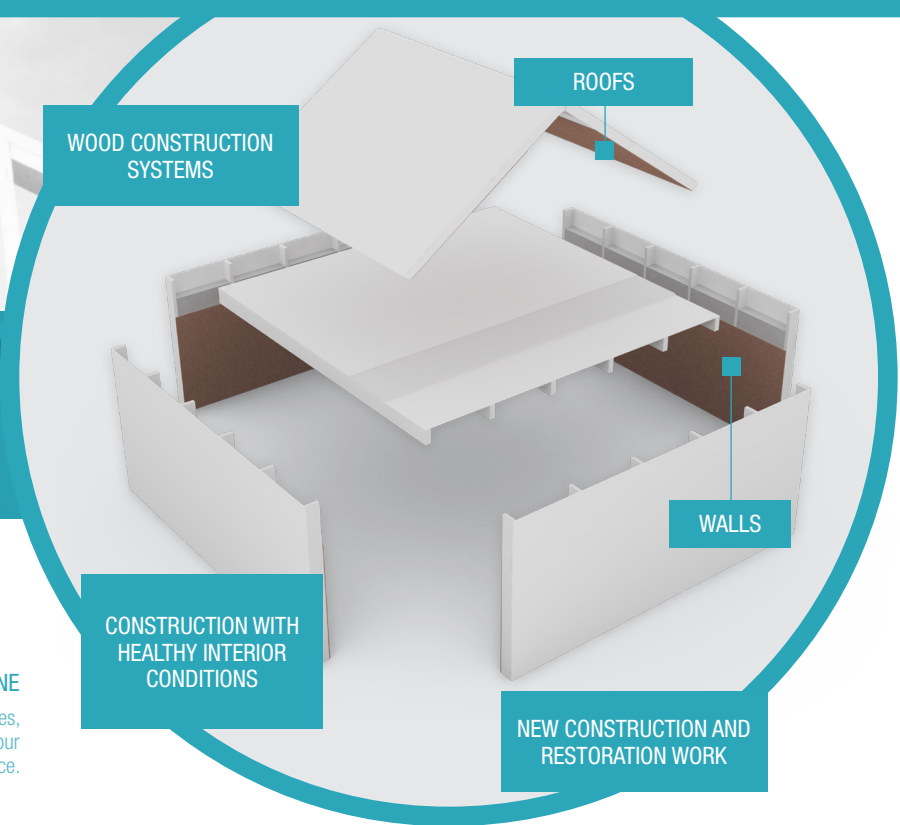 ROOFS
WOOD CONSTRUCTION
SYSTEMS
WALLS
CONSTRUCTION WITH
HEALTHY INTERIOR
CONDITIONS
NEW CONSTRUCTION AND
RESTORATION WORK